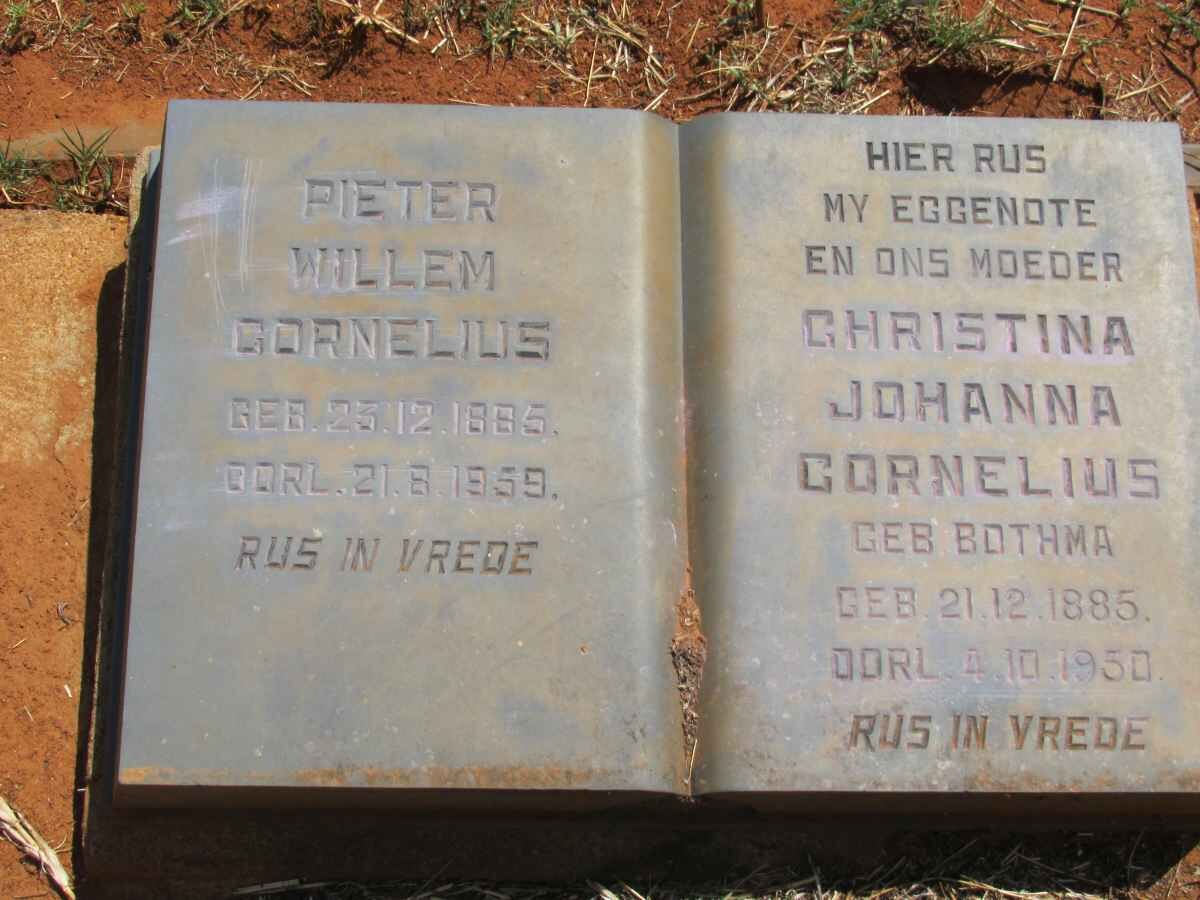 PIETER
WILLEM
CORNELIUS
GEB. 23.12.1885.
OORL. 21.8.1959.
RUS IN VREDE
HIER RUS
MY EGGENOTE
EN ONS MOEDER
CHRISTINA
JOHANNA
CORNELIUS
GEB BOTHMA
GEB. 21.12.1885.
OORL. 4.10.1950.
RUS IN VREDE